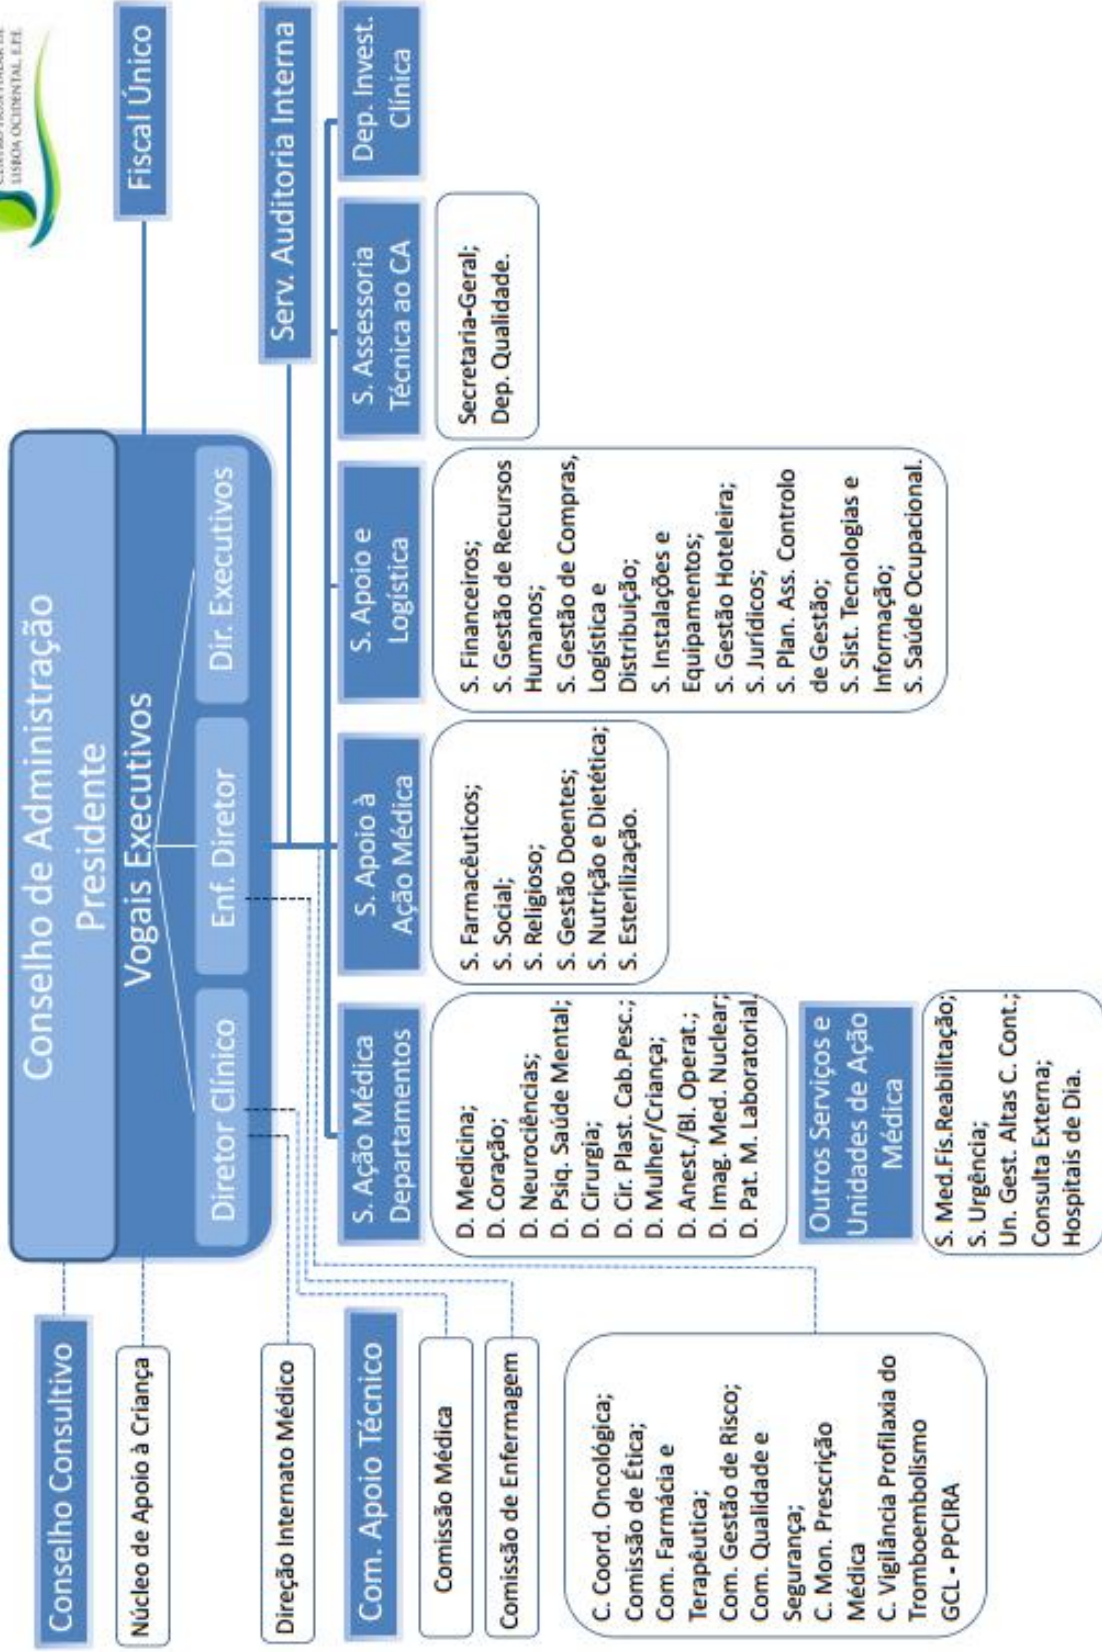 CENTRO HOSPITALAR DE
LISBOA OCIDENTAL, E.P.E.
Conselho de Administração
Presidente
Vogais Executivos
Diretor Clínico
Enf. Diretor
Dir. Executivos
Conselho Consultivo
Núcleo de Apoio à Criança
Fiscal Único
Direção Internato Médico
Serv. Auditoria Interna
Com. Apoio Técnico
Comissão Médica
Comissão de Enfermagem
C. Coord. Oncológica;
Comissão de Ética;
Com. Farmácia e
Terapêutica;
Com. Gestão de Risco;
Com. Qualidade e
Segurança;
C. Mon. Prescrição
Médica
C. Vigilância Profilaxia do
Tromboembolismo
GCL - PPCIRA
S. Ação Médica
Departamentos
D. Medicina;
D. Coração;
D. Neurociências;
D. Psiq. Saúde Mental;
D. Cirurgia;
D. Cir. Plast. Cab.Pesc.;
D. Mulher/Criança;
D. Anest./Bl. Operat.;
D. Imag. Med. Nuclear;
D. Pat. M. Laboratorial.
Outros Serviços e
Unidades de Ação
Médica
S. Med.Fís.Reabilitação;
S. Urgência;
Un. Gest. Altas C. Cont.;
Consulta Externa;
Hospitais de Dia.
S. Apoio à
Ação Médica
S. Farmacêuticos;
S. Social;
S. Religioso;
S. Gestão Doentes;
S. Nutrição e Dietética;
S. Esterilização.
S. Apoio e
Logística
S. Financeiros;
S. Gestão de Recursos
Humanos;
S. Gestão de Compras,
Logística e
Distribuição;
S. Instalações e
Equipamentos;
S. Gestão Hoteleira;
S. Jurídicos;
S. Plan. Ass. Controlo
de Gestão;
S. Sist. Tecnologias e
Informação;
S. Saúde Ocupacional.
S. Assessoria
Técnica ao CA
Secretaria-Geral;
Dep. Qualidade.
Dep. Invest.
Clínica